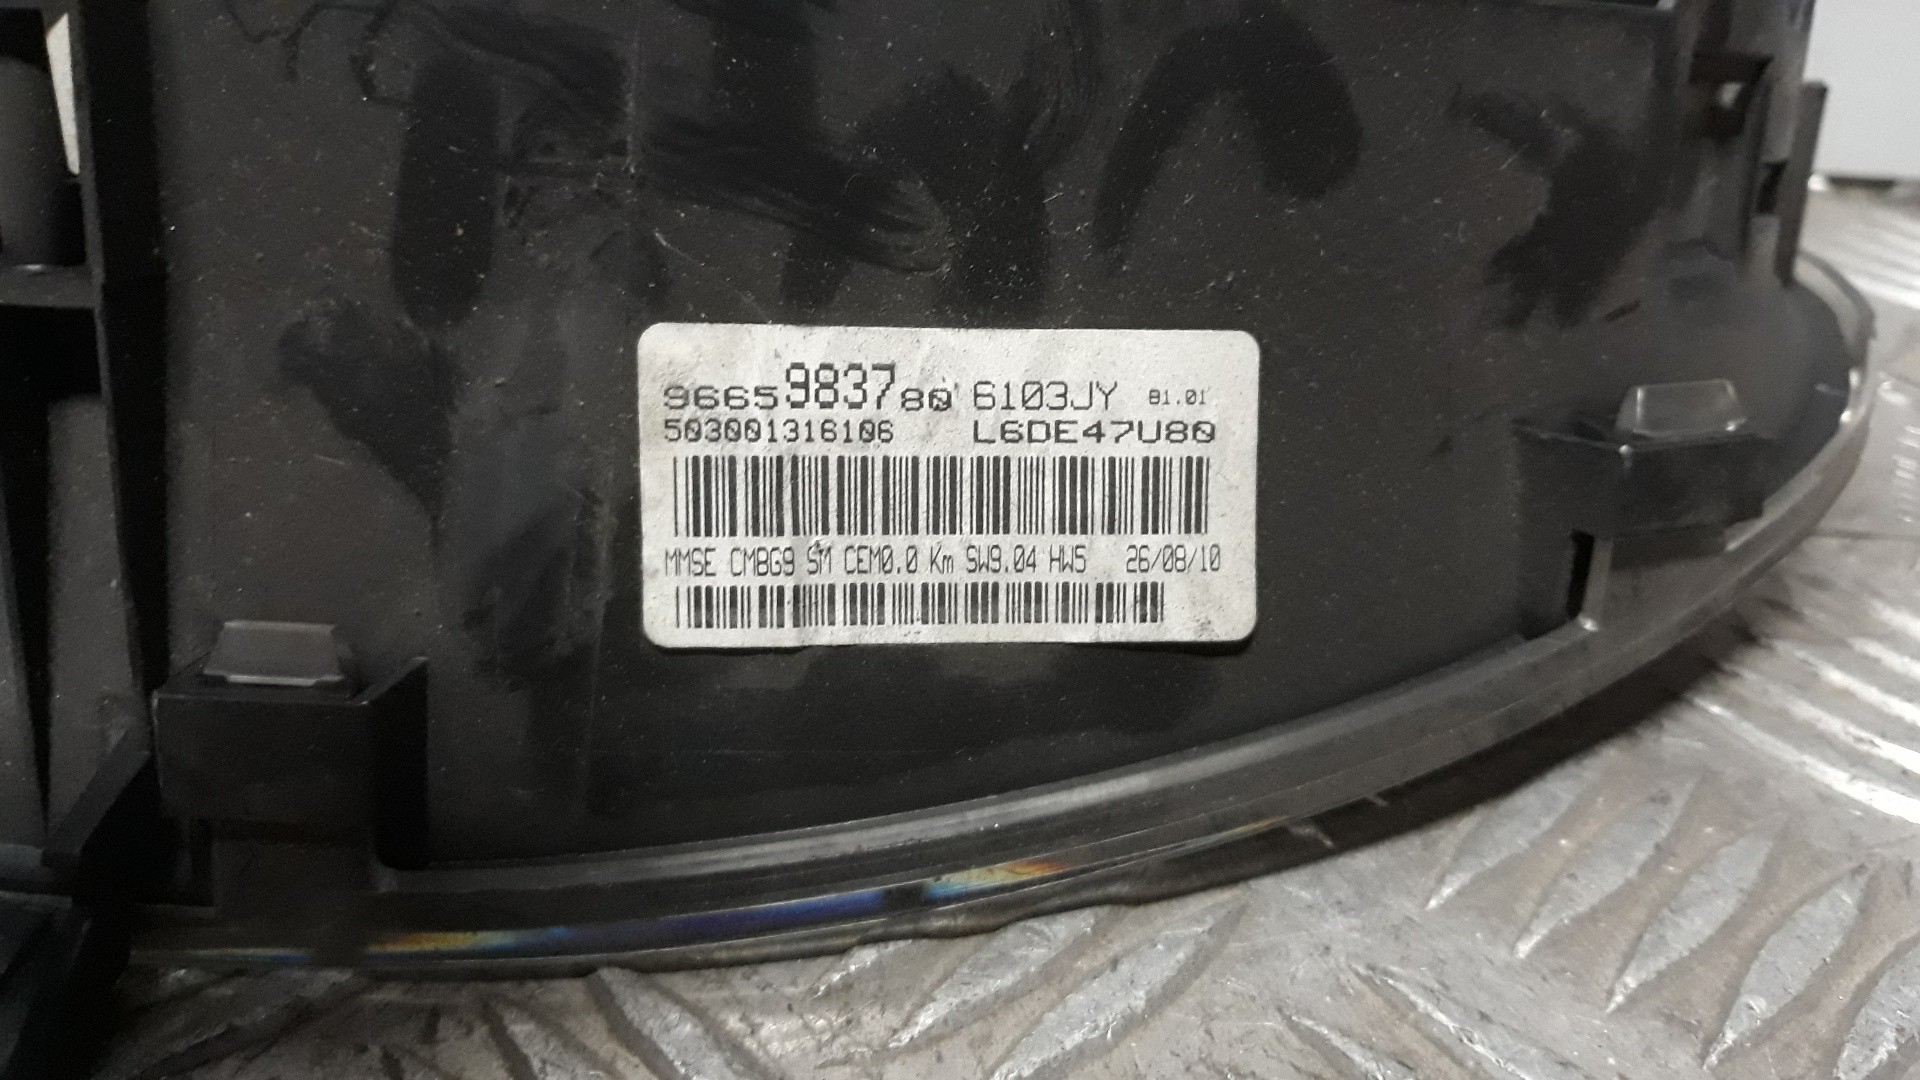 9665983780 6103JY 81.01
503001316106 L6DE47U80
MMSE CMBG9 SM CEM0.0 Km SW9.04 HW5 26/08/10